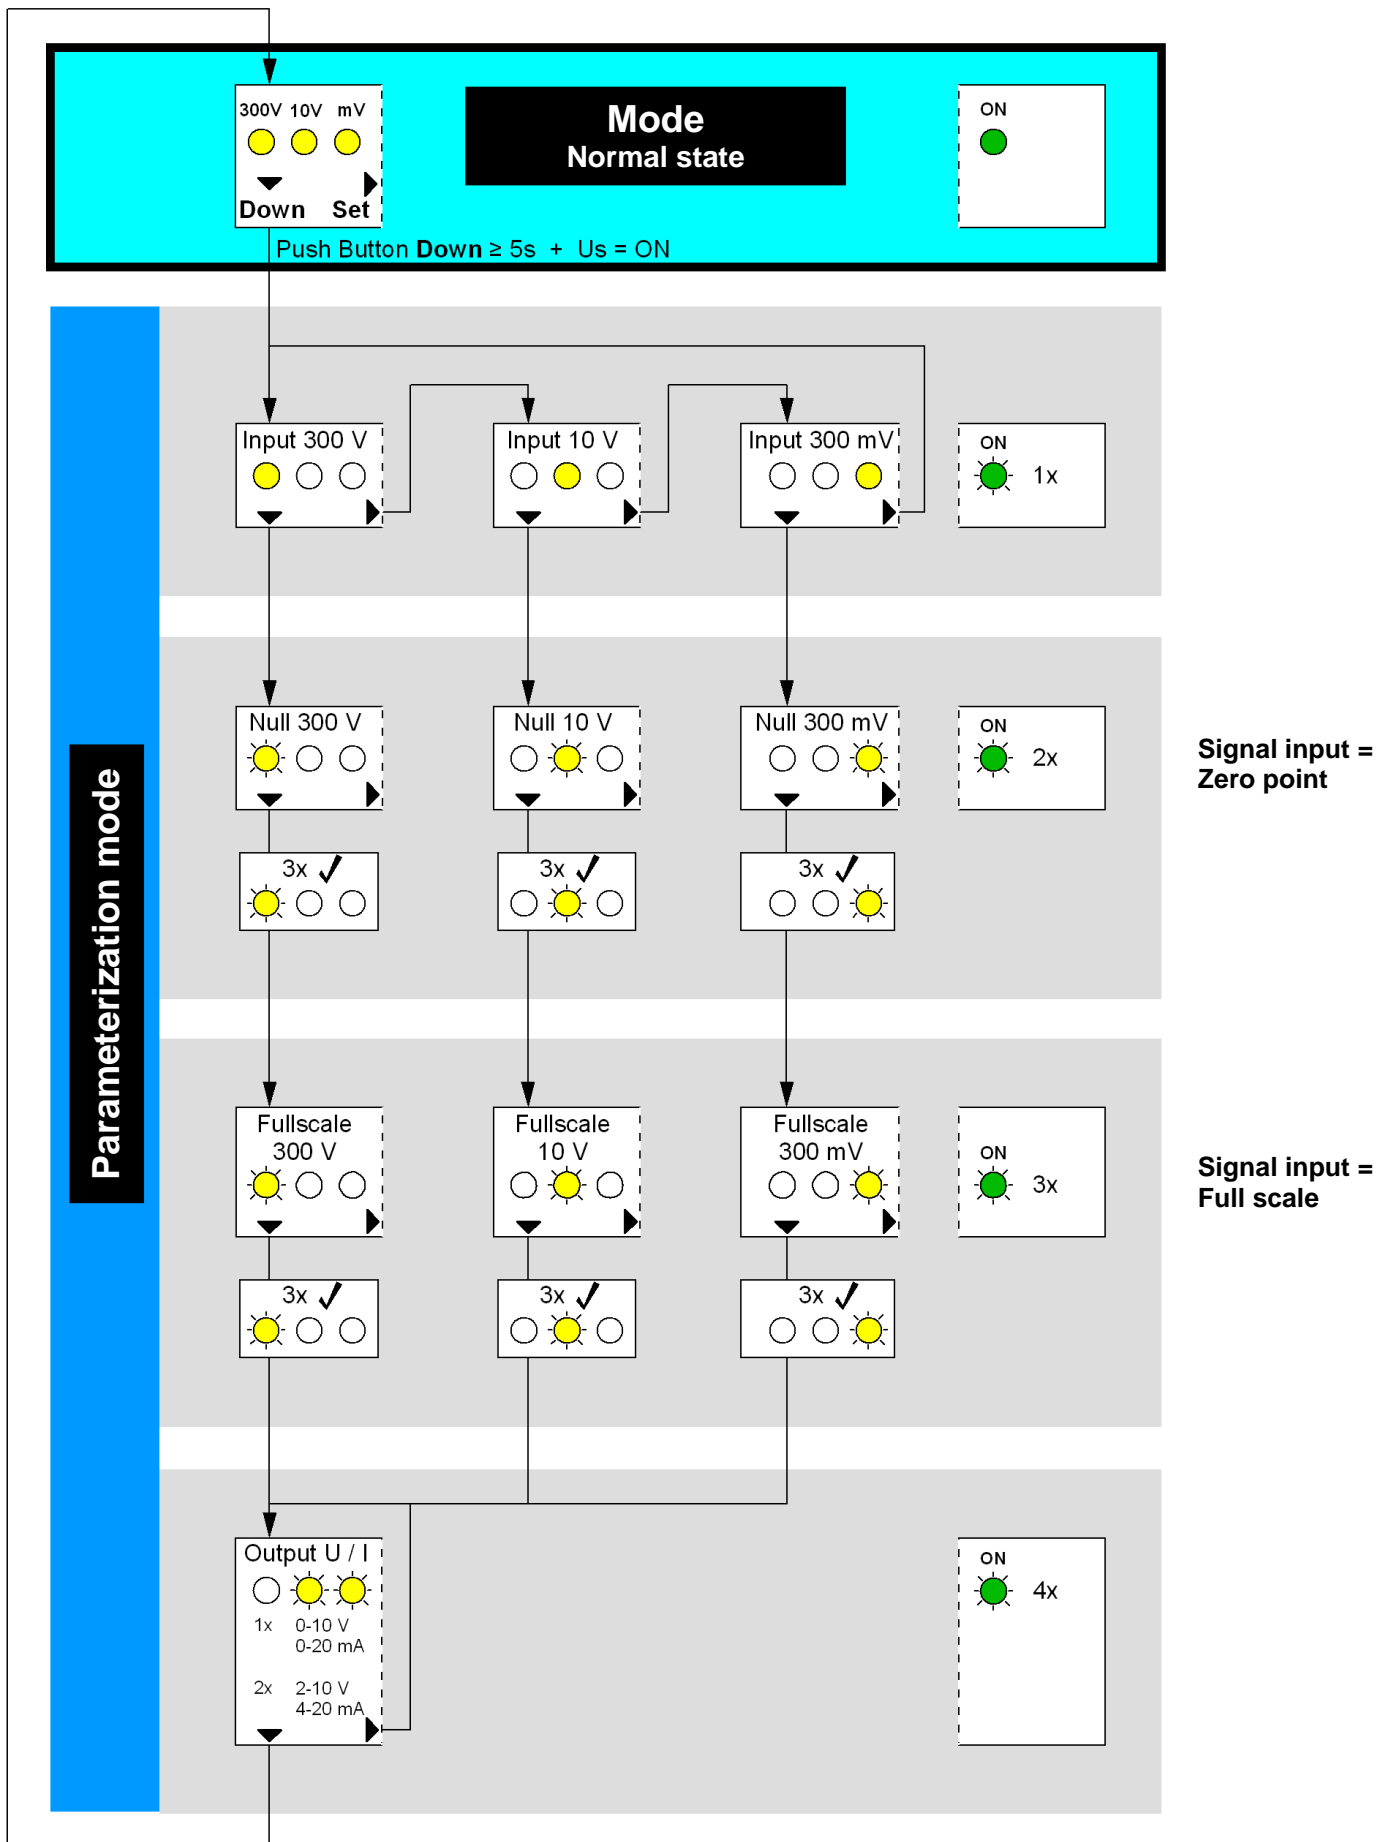 300V 10V mV
Down Set
Mode
Normal state
ON
Push Button Down ≥ 5s + Us = ON
Parameterization mode
Input 300 V
Input 10 V
Input 300 mV
ON
1x
Null 300 V
Null 10 V
Null 300 mV
ON
2x
Signal input =
Zero point
3x ✓
3x ✓
3x ✓
Fullscale
300 V
Fullscale
10 V
Fullscale
300 mV
ON
3x
Signal input =
Full scale
3x ✓
3x ✓
3x ✓
Output U / I
1x 0-10 V
0-20 mA
2x 2-10 V
4-20 mA
ON
4x